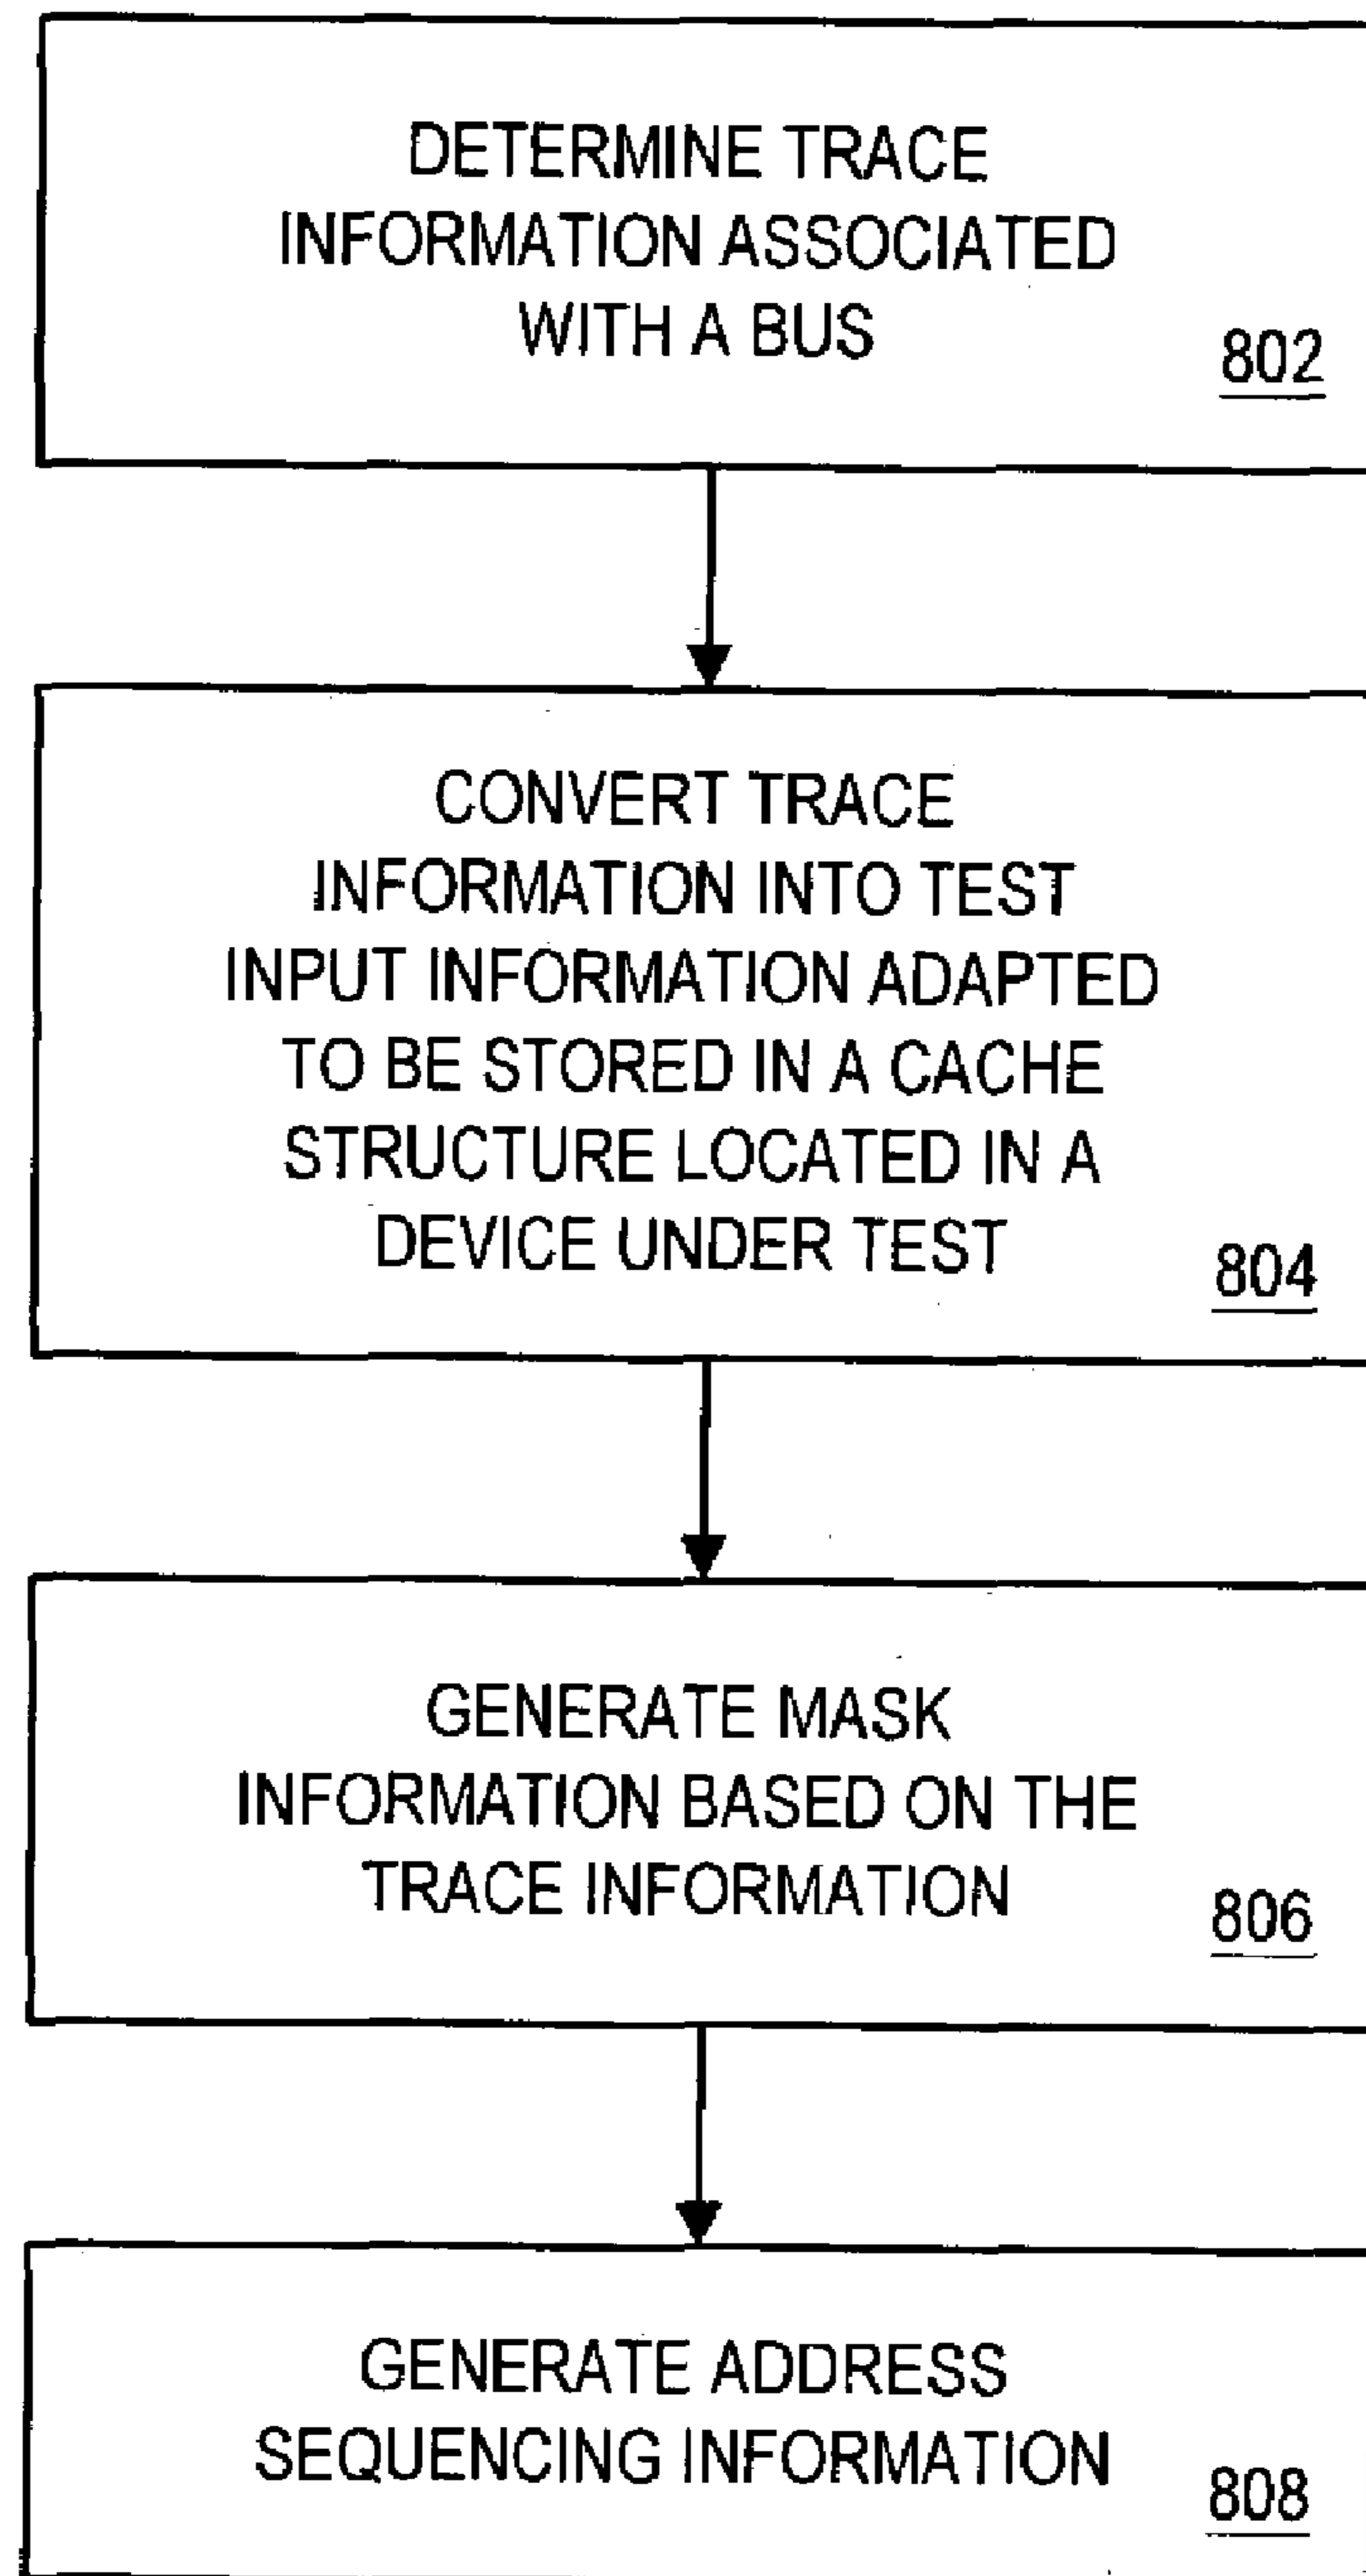 DETERMINE TRACE
INFORMATION ASSOCIATED
WITH A BUS
802
CONVERT TRACE
INFORMATION INTO TEST
INPUT INFORMATION ADAPTED
TO BE STORED IN A CACHE
STRUCTURE LOCATED IN A
DEVICE UNDER TEST
804
GENERATE MASK
INFORMATION BASED ON THE
TRACE INFORMATION
806
GENERATE ADDRESS
SEQUENCING INFORMATION
808